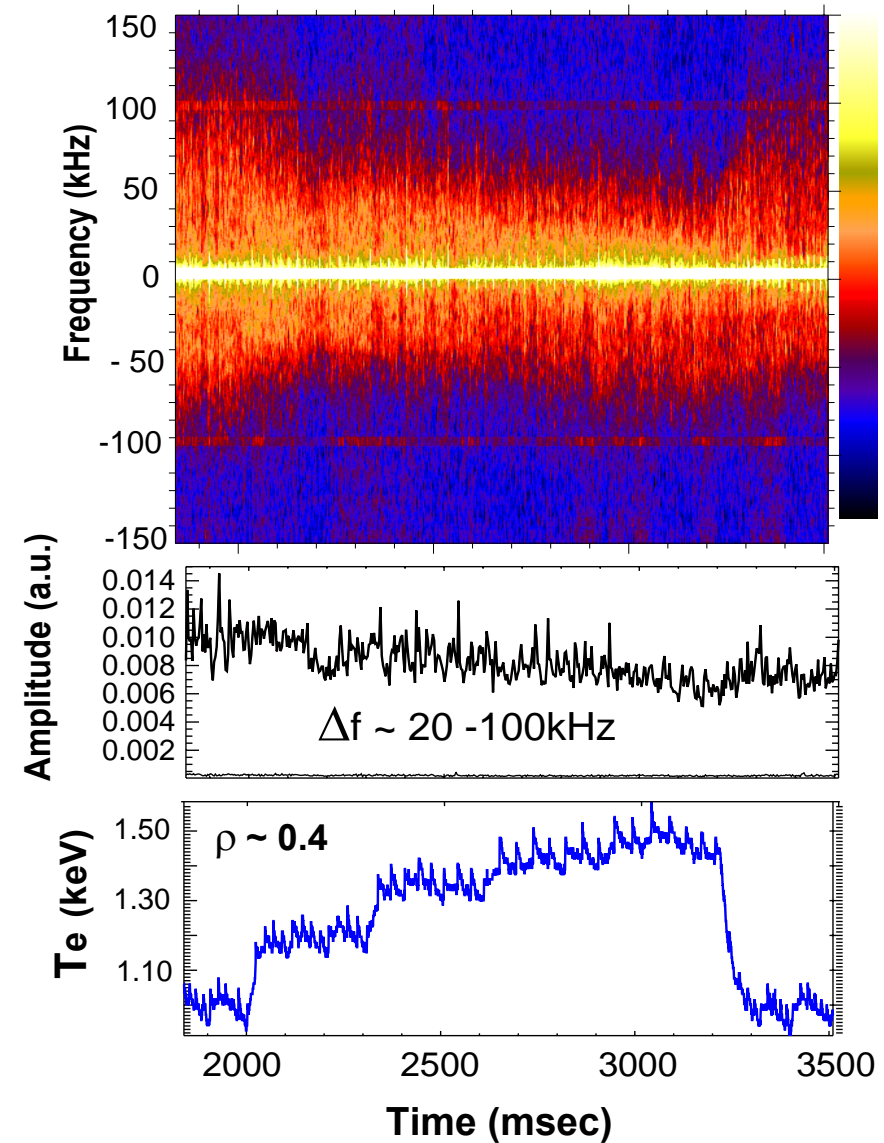 Frequency (kHz)
150
100
50
0
- 50
-100
-150
Amplitude (a.u.)
0.014
0.012
0.010
0.008
0.006
0.004
0.002
Δf ~ 20 -100kHz
Te (keV)
1.50
1.30
1.10
ρ ~ 0.4
2000 2500 3000 3500
Time (msec)